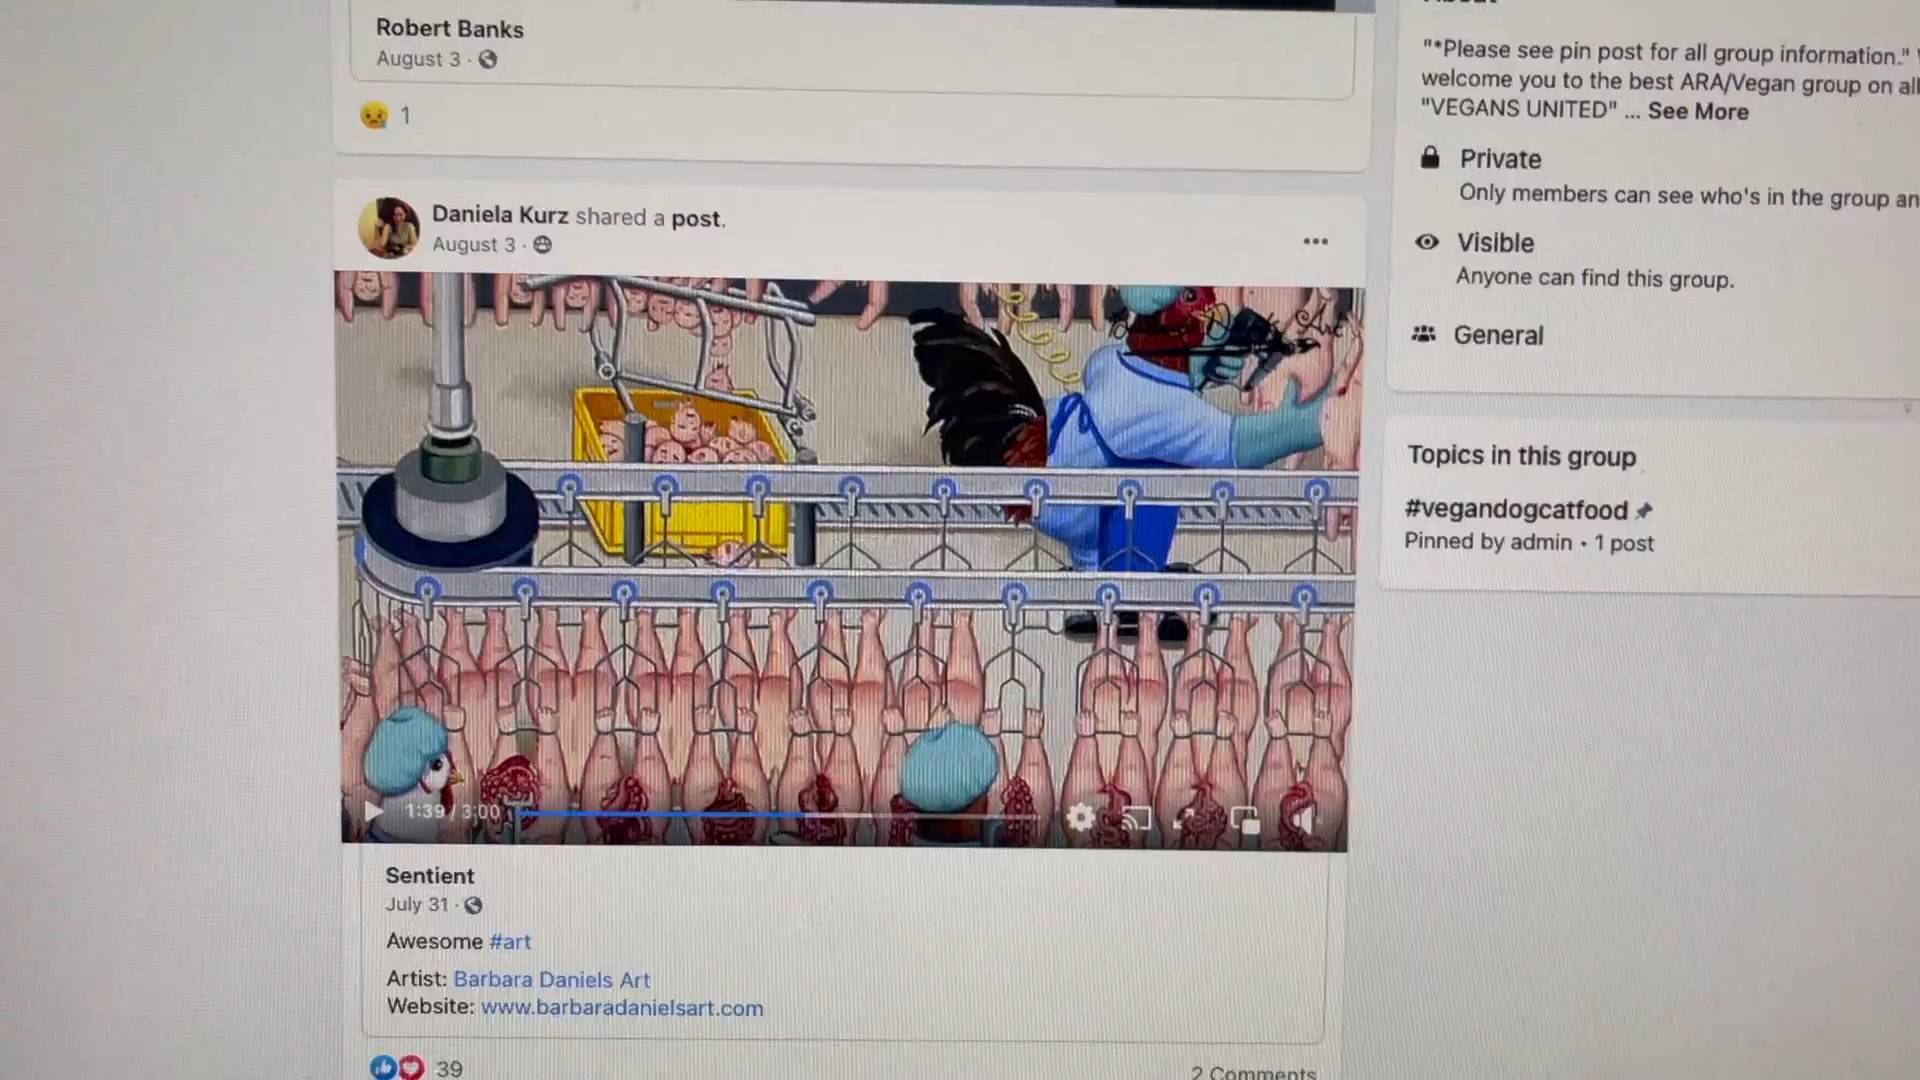 Robert Banks
August 3 ·
1
Daniela Kurz shared a post.
August 3 ·
Art
1:39 / 3:00
Sentient
July 31 ·
Awesome #art
Artist: Barbara Daniels Art
Website: www.barbaradanielsart.com
39
2 Comments
"*Please see pin post for all group information."
welcome you to the best ARA/Vegan group on all
"VEGANS UNITED" ... See More
Private
Only members can see who's in the group an
Visible
Anyone can find this group.
General
Topics in this group
#vegandogcatfood
Pinned by admin • 1 post